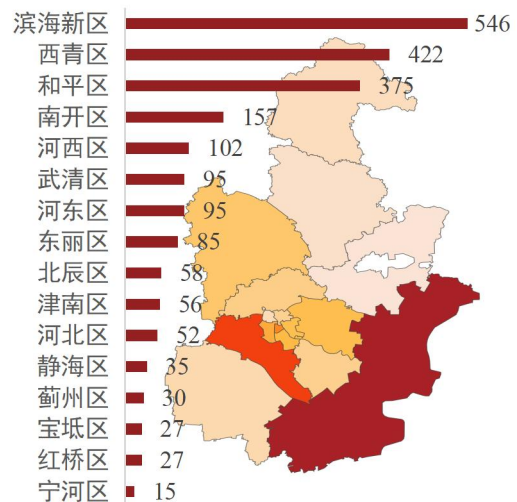 滨海新区 546
西青区 422
和平区 375
南开区 157
河西区 102
武清区 95
河东区 95
东丽区 85
北辰区 58
津南区 56
河北区 52
静海区 35
蓟州区 30
宝坻区 27
红桥区 27
宁河区 15